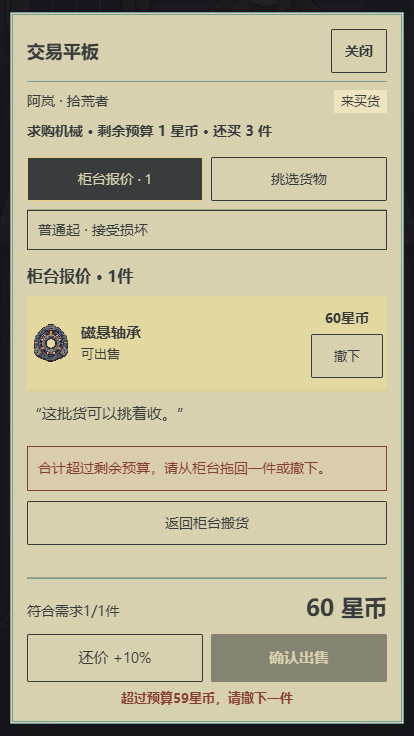 交易平板
关闭
阿岚 · 拾荒者
来买货
求购机械 • 剩余预算 1 星币 • 还买 3 件
柜台报价 · 1
挑选货物
普通起 · 接受损坏
柜台报价 • 1件
60星币
磁悬轴承
可出售
撤下
“这批货可以挑着收。”
合计超过剩余预算，请从柜台拖回一件或撤下。
返回柜台搬货
符合需求1/1件
60 星币
还价 +10%
确认出售
超过预算59星币，请撤下一件